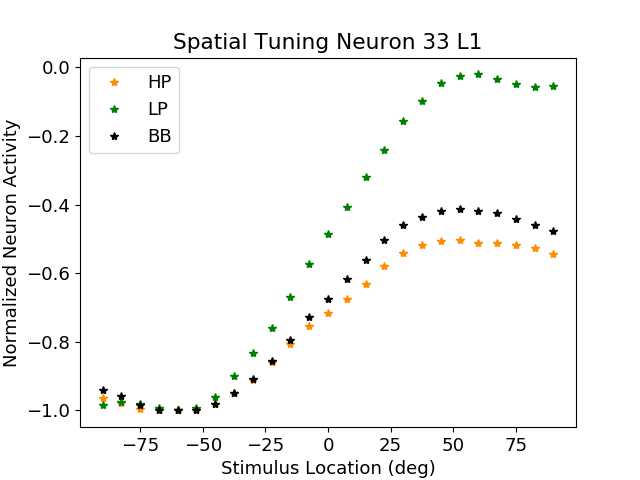 Spatial Tuning Neuron 33 L1
Normalized Neuron Activity
0.0
−0.2
−0.4
−0.6
−0.8
−1.0
HP
LP
BB
−75 −50 −25 0 25 50 75
Stimulus Location (deg)